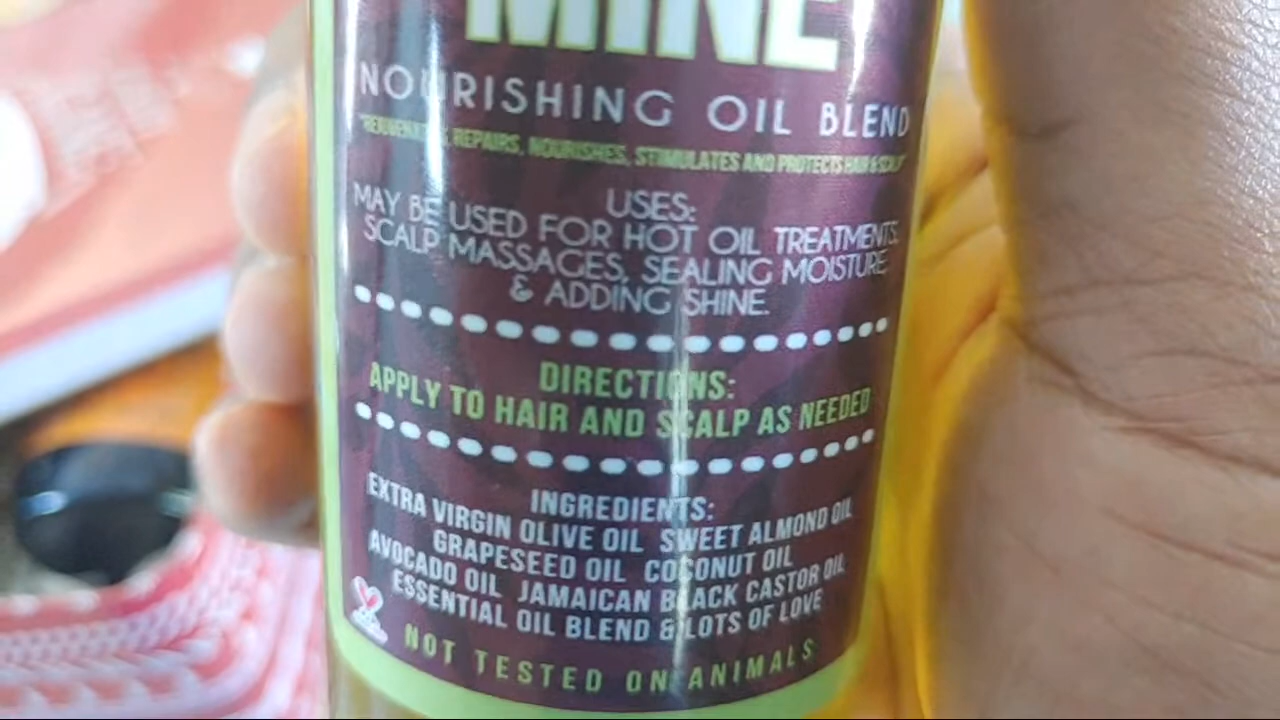 MINE
NOURISHING OIL BLEND
"REJUVENATES, REPAIRS, NOURISHES, STIMULATES AND PROTECTS HAIR & SCALP"
USES:
MAY BE USED FOR HOT OIL TREATMENTS,
SCALP MASSAGES, SEALING MOISTURE
& ADDING SHINE.
DIRECTIONS:
APPLY TO HAIR AND SCALP AS NEEDED
INGREDIENTS:
EXTRA VIRGIN OLIVE OIL SWEET ALMOND OIL
GRAPESEED OIL COCONUT OIL
AVOCADO OIL JAMAICAN BLACK CASTOR OIL
ESSENTIAL OIL BLEND & LOTS OF LOVE
NOT TESTED ON ANIMALS